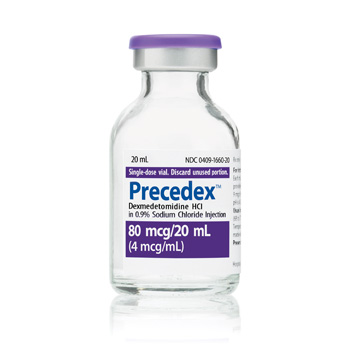 20 mL NDC 0409-1660-20
Single-dose vial. Discard unused portion.
Precedex™
Dexmedetomidine HCl
in 0.9% Sodium Chloride Injection
80 mcg/20 mL
(4 mcg/mL)